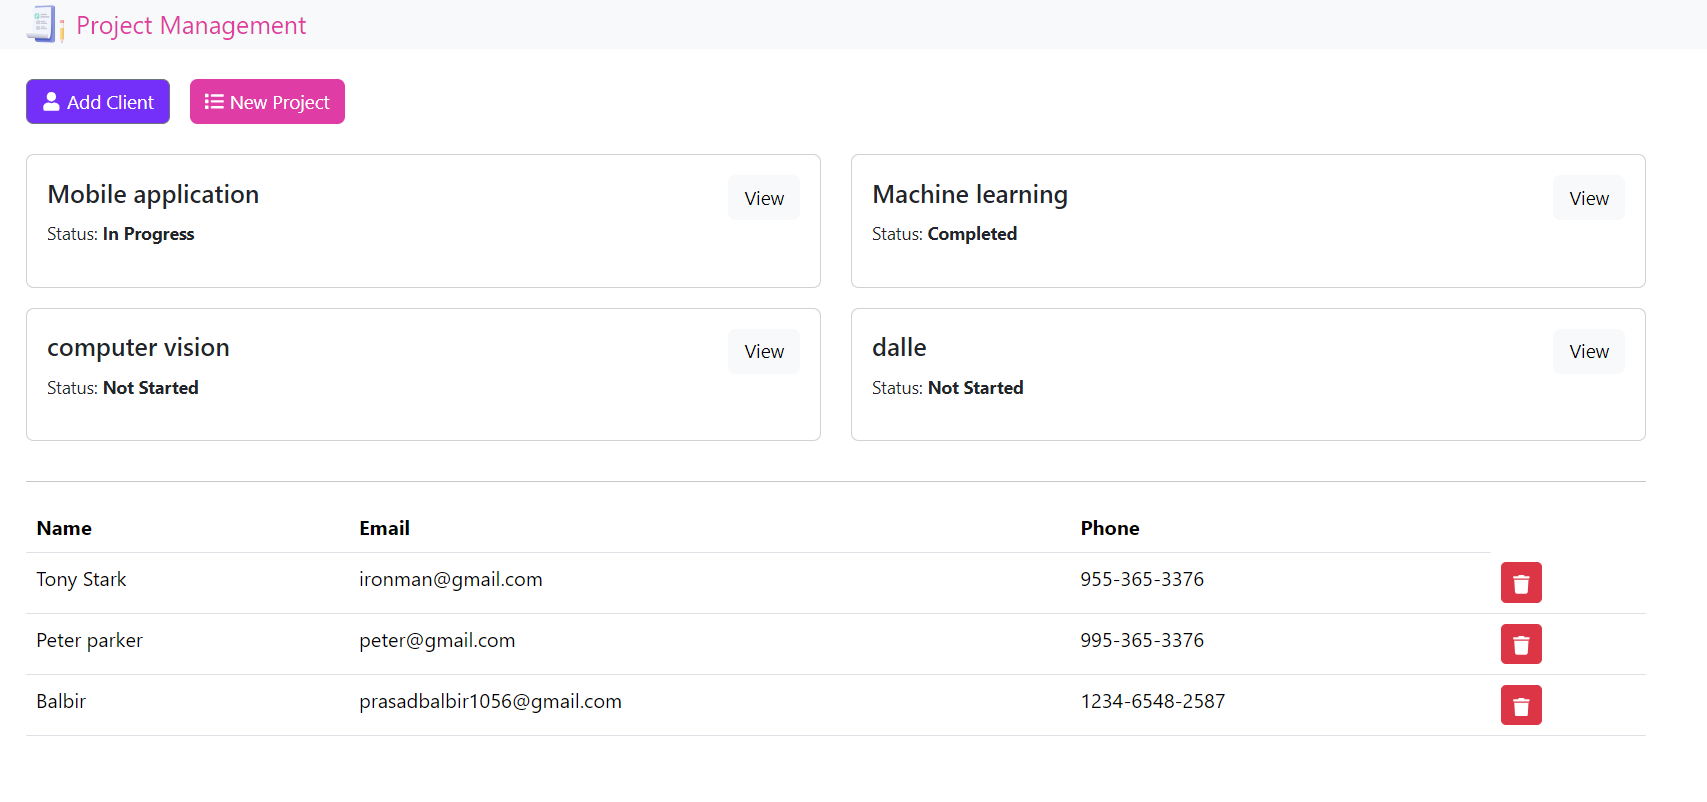 Project Management
Add Client New Project
Mobile application View
Status: In Progress
Machine learning View
Status: Completed
computer vision View
Status: Not Started
dalle View
Status: Not Started
Name Email Phone
Tony Stark ironman@gmail.com 955-365-3376
Peter parker peter@gmail.com 995-365-3376
Balbir prasadbalbir1056@gmail.com 1234-6548-2587